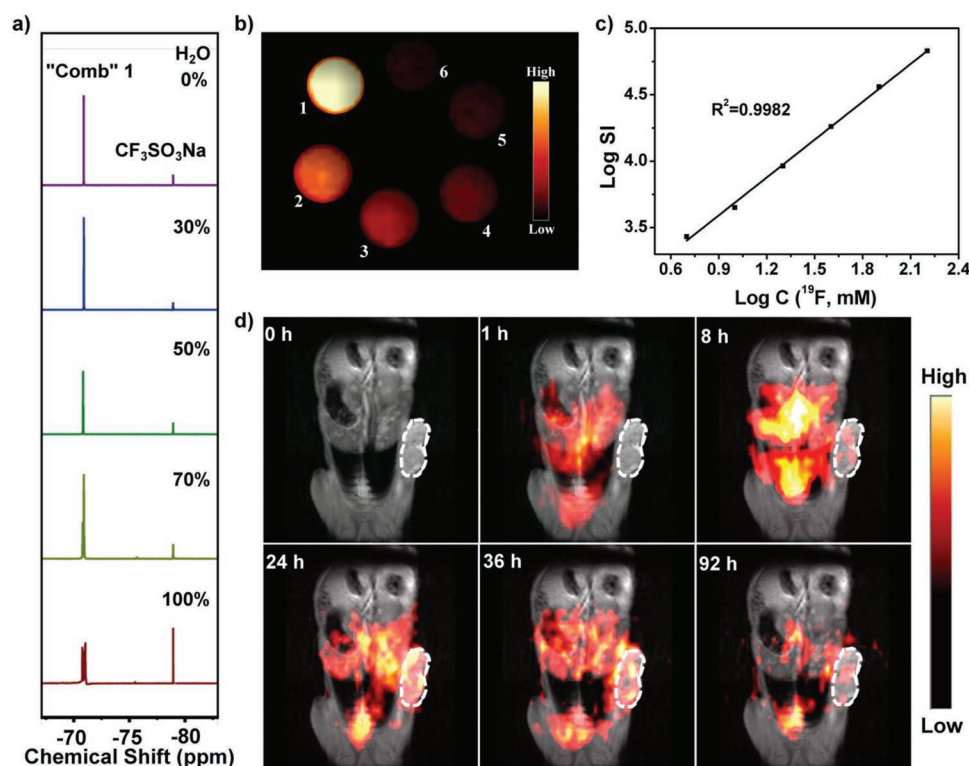 a)
H₂O
0%
"Comb" 1
CF₃SO₃Na
30%
50%
70%
100%
-70 -75 -80
Chemical Shift (ppm)
b)
1
2
3
4
5
6
High
Low
c)
5.0
4.5
4.0
3.5
Log SI
R²=0.9982
0.6 0.9 1.2 1.5 1.8 2.1 2.4
Log C (¹⁹F, mM)
d)
0 h
1 h
8 h
24 h
36 h
92 h
High
Low